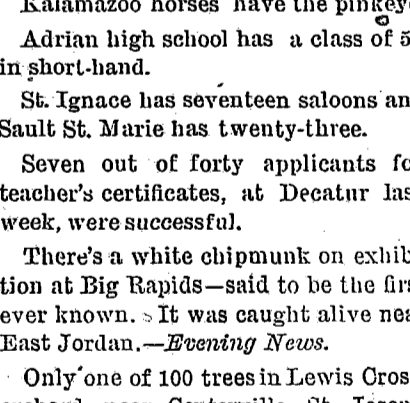 Kalamazoo horses have the pinkey
Adrian high school has a class of 5
in short-hand.
St. Ignace has seventeen saloons an
Sault St. Marie has twenty-three.
Seven out of forty applicants fo
teacher's certificates, at Decatur las
week, were successful.
There's a white chipmunk on exhib
tion at Big Rapids—said to be the fir
ever known. It was caught alive nea
East Jordan.—Evening News.
Only one of 100 trees in Lewis Cros